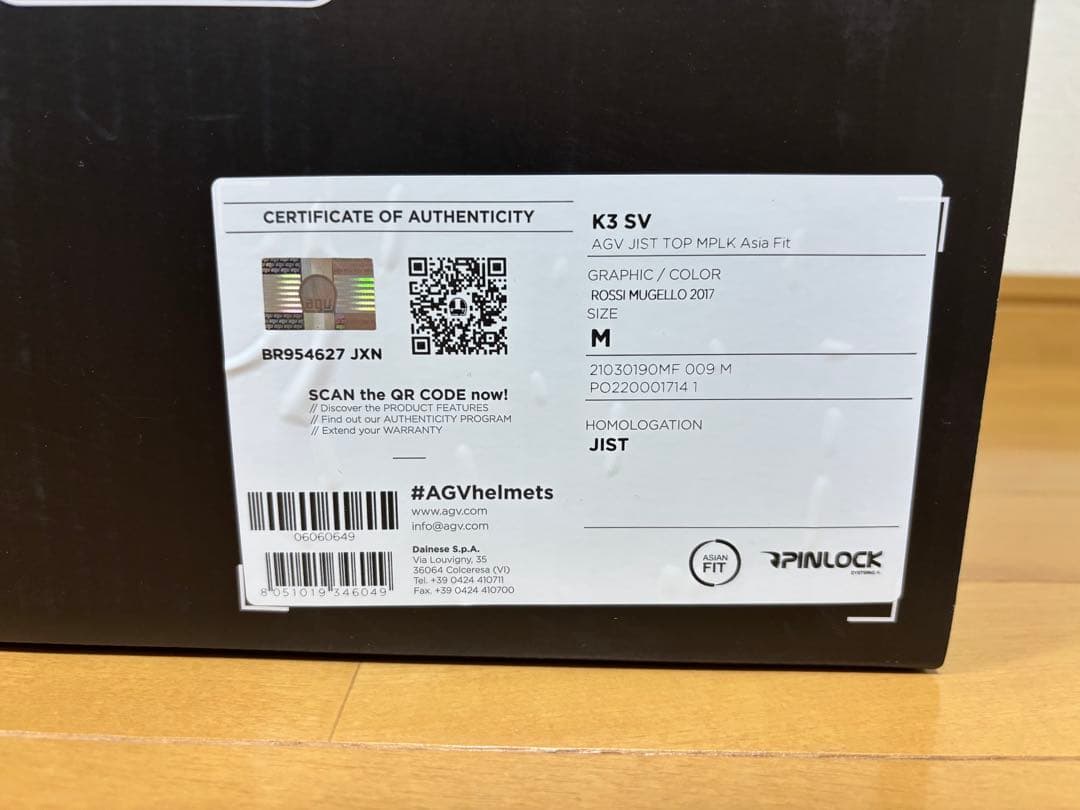 CERTIFICATE OF AUTHENTICITY
agv
BR954627 JXN
SCAN the QR CODE now!
// Discover the PRODUCT FEATURES
// Find out our AUTHENTICITY PROGRAM
// Extend your WARRANTY
#AGVhelmets
www.agv.com
info@agv.com
06060649
8 051019 346049
Dainese S.p.A.
Via Louvigny, 35
36064 Colceresa (VI)
Tel. +39 0424 410711
Fax. +39 0424 410700
K3 SV
AGV JIST TOP MPLK Asia Fit
GRAPHIC / COLOR
ROSSI MUGELLO 2017
SIZE
M
21030190MF 009 M
PO220001714 1
HOMOLOGATION
JIST
ASIAN
FIT
PINLOCK